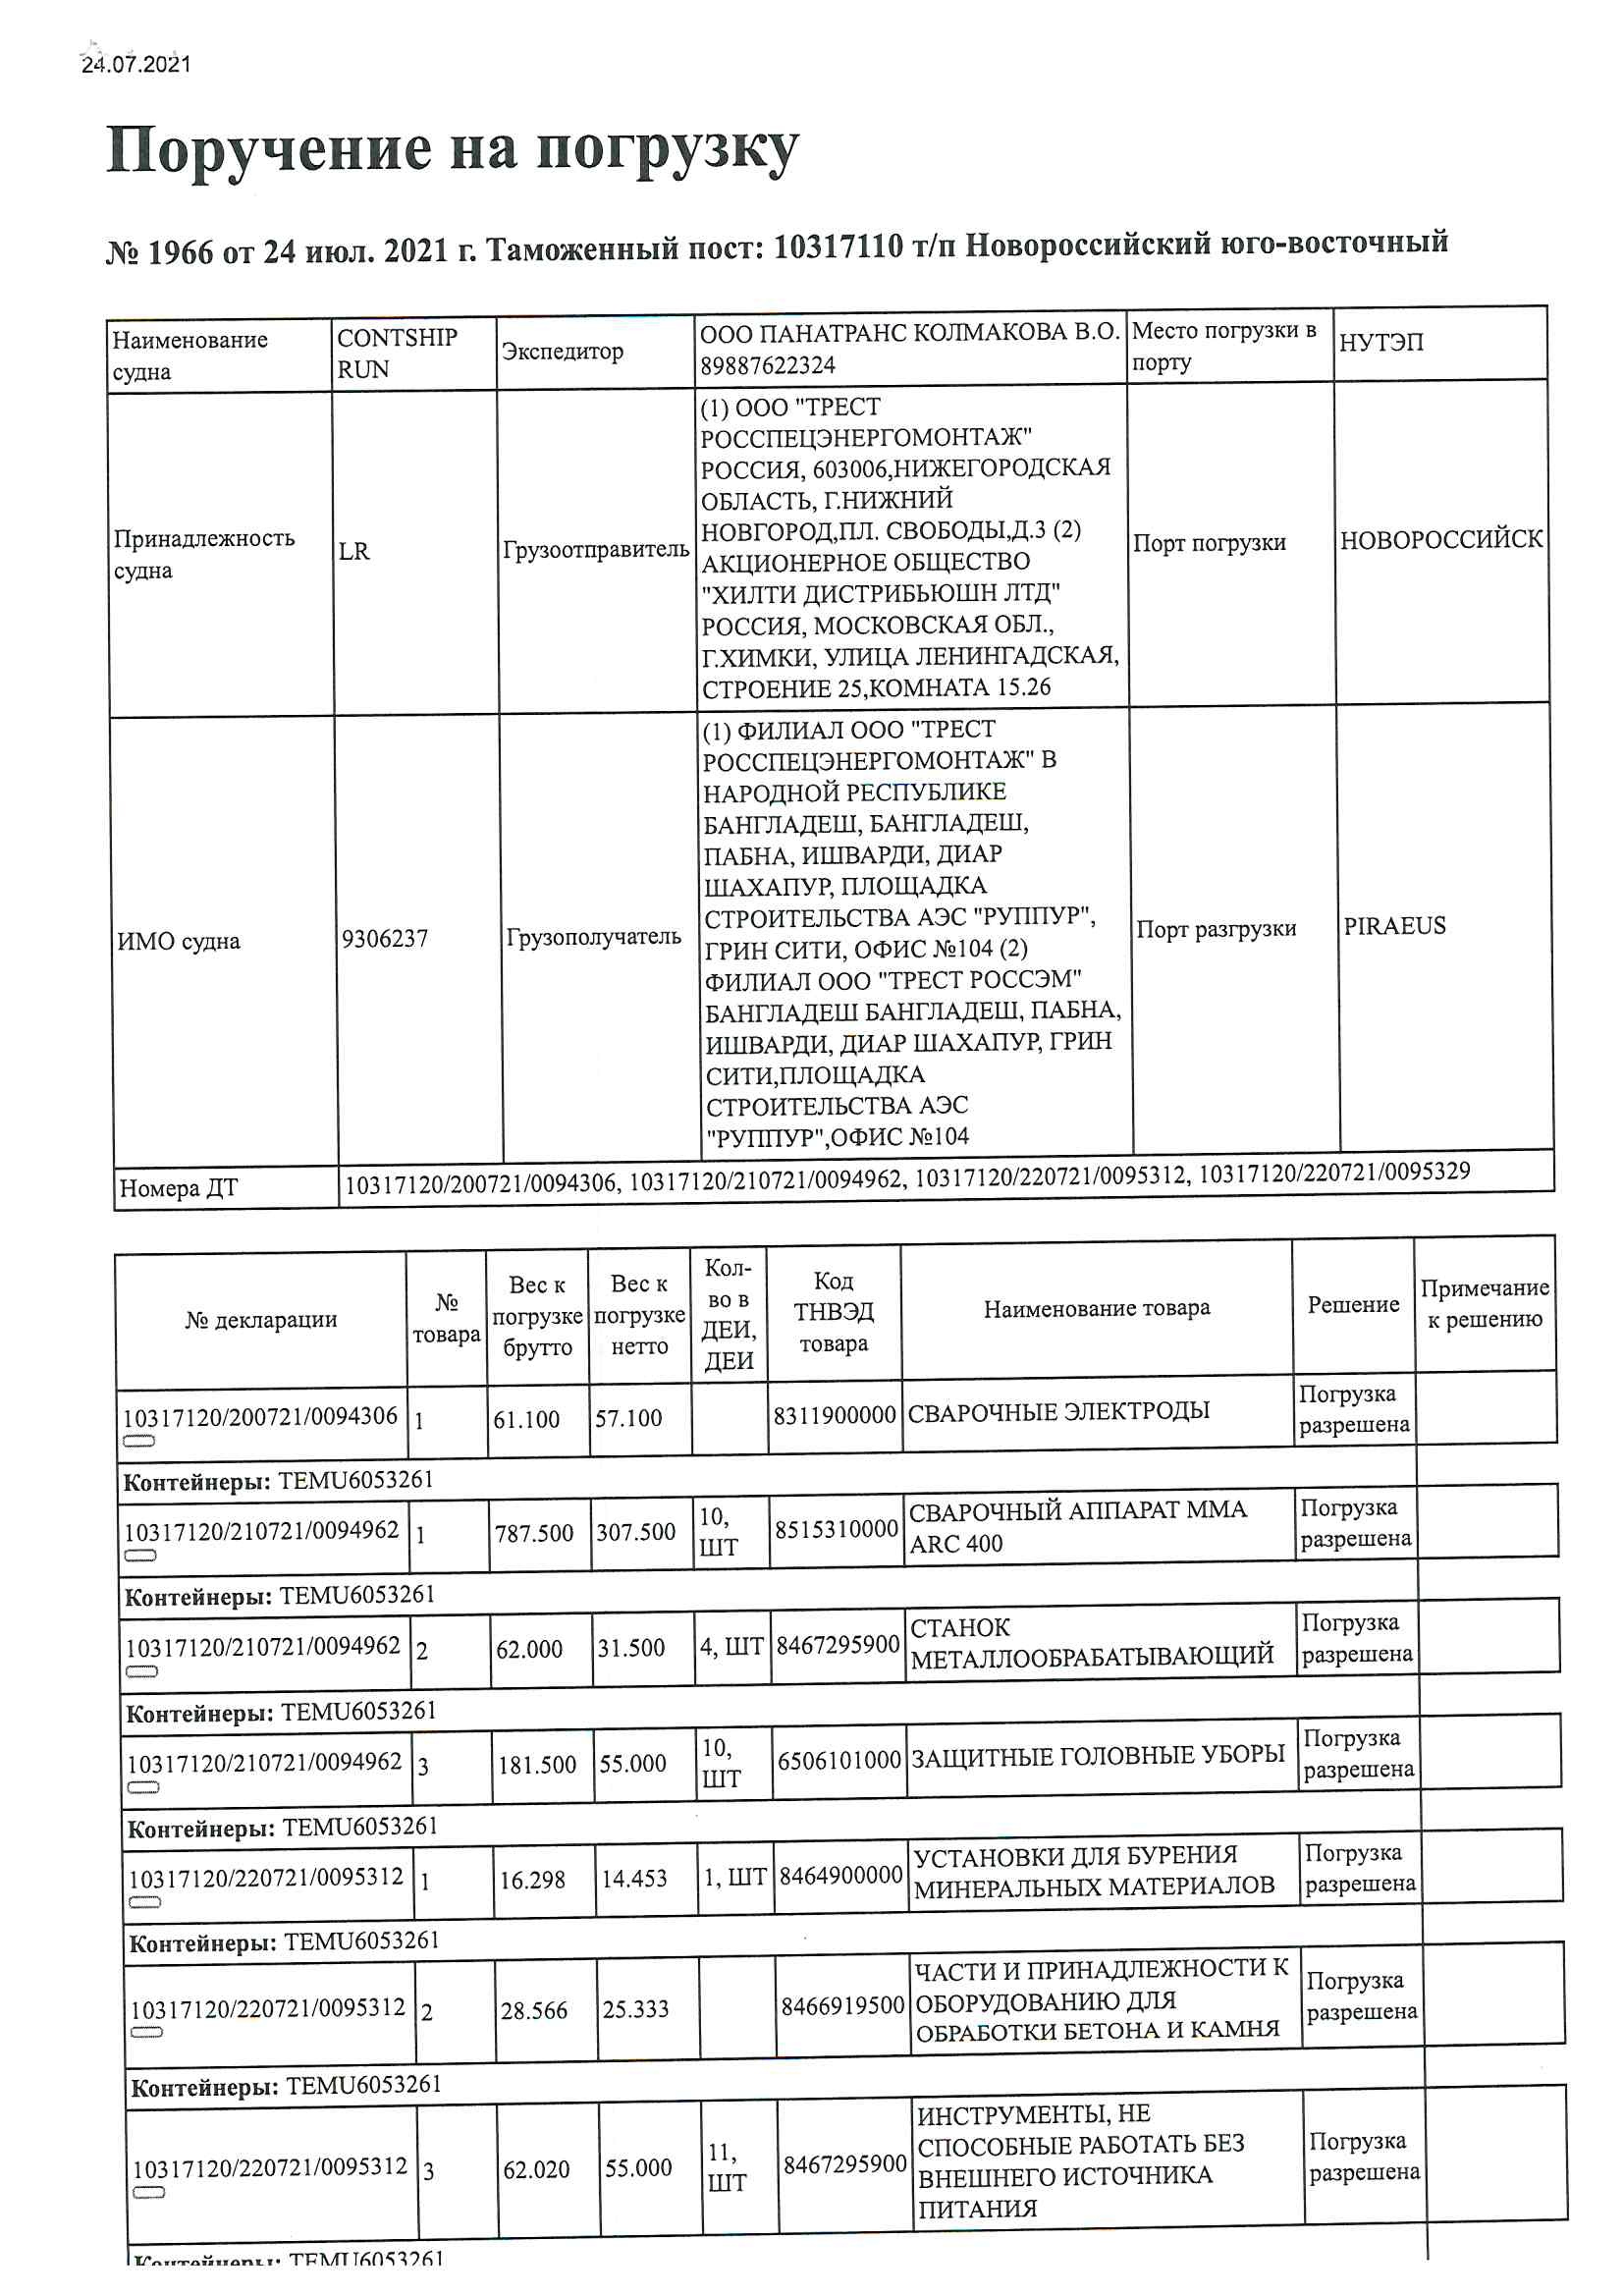 24.07.2021
Поручение на погрузку
№ 1966 от 24 июл. 2021 г. Таможенный пост: 10317110 т/п Новороссийский юго-восточный
Наименование
судна
CONTSHIP
RUN
Экспедитор
ООО ПАНАТРАНС КОЛМАКОВА В.О.
89887622324
Место погрузки в
порту
НУТЭП
Принадлежность
судна
LR
Грузоотправитель
(1) ООО "ТРЕСТ
РОССПЕЦЭНЕРГОМОНТАЖ"
РОССИЯ, 603006,НИЖЕГОРОДСКАЯ
ОБЛАСТЬ, Г.НИЖНИЙ
НОВГОРОД,ПЛ. СВОБОДЫ,Д.3 (2)
АКЦИОНЕРНОЕ ОБЩЕСТВО
"ХИЛТИ ДИСТРИБЬЮШН ЛТД"
РОССИЯ, МОСКОВСКАЯ ОБЛ.,
Г.ХИМКИ, УЛИЦА ЛЕНИНГАДСКАЯ,
СТРОЕНИЕ 25,КОМНАТА 15.26
Порт погрузки
НОВОРОССИЙСК
ИМО судна
9306237
Грузополучатель
(1) ФИЛИАЛ ООО "ТРЕСТ
РОССПЕЦЭНЕРГОМОНТАЖ" В
НАРОДНОЙ РЕСПУБЛИКЕ
БАНГЛАДЕШ, БАНГЛАДЕШ,
ПАБНА, ИШВАРДИ, ДИАР
ШАХАПУР, ПЛОЩАДКА
СТРОИТЕЛЬСТВА АЭС "РУППУР",
ГРИН СИТИ, ОФИС №104 (2)
ФИЛИАЛ ООО "ТРЕСТ РОССЭМ"
БАНГЛАДЕШ БАНГЛАДЕШ, ПАБНА,
ИШВАРДИ, ДИАР ШАХАПУР, ГРИН
СИТИ,ПЛОЩАДКА
СТРОИТЕЛЬСТВА АЭС
"РУППУР",ОФИС №104
Порт разгрузки
PIRAEUS
Номера ДТ
10317120/200721/0094306, 10317120/210721/0094962, 10317120/220721/0095312, 10317120/220721/0095329
№ декларации
№
товара
Вес к
погрузке
брутто
Вес к
погрузке
нетто
Кол-
во в
ДЕИ,
ДЕИ
Код
ТНВЭД
товара
Наименование товара
Решение
Примечание
к решению
10317120/200721/0094306
1
61.100
57.100
8311900000
СВАРОЧНЫЕ ЭЛЕКТРОДЫ
Погрузка
разрешена
Контейнеры: TEMU6053261
10317120/210721/0094962
1
787.500
307.500
10,
ШТ
8515310000
СВАРОЧНЫЙ АППАРАТ ММА
ARC 400
Погрузка
разрешена
Контейнеры: TEMU6053261
10317120/210721/0094962
2
62.000
31.500
4, ШТ
8467295900
СТАНОК
МЕТАЛЛООБРАБАТЫВАЮЩИЙ
Погрузка
разрешена
Контейнеры: TEMU6053261
10317120/210721/0094962
3
181.500
55.000
10,
ШТ
6506101000
ЗАЩИТНЫЕ ГОЛОВНЫЕ УБОРЫ
Погрузка
разрешена
Контейнеры: TEMU6053261
10317120/220721/0095312
1
16.298
14.453
1, ШТ
8464900000
УСТАНОВКИ ДЛЯ БУРЕНИЯ
МИНЕРАЛЬНЫХ МАТЕРИАЛОВ
Погрузка
разрешена
Контейнеры: TEMU6053261
10317120/220721/0095312
2
28.566
25.333
8466919500
ЧАСТИ И ПРИНАДЛЕЖНОСТИ К
ОБОРУДОВАНИЮ ДЛЯ
ОБРАБОТКИ БЕТОНА И КАМНЯ
Погрузка
разрешена
Контейнеры: TEMU6053261
10317120/220721/0095312
3
62.020
55.000
11,
ШТ
8467295900
ИНСТРУМЕНТЫ, НЕ
СПОСОБНЫЕ РАБОТАТЬ БЕЗ
ВНЕШНЕГО ИСТОЧНИКА
ПИТАНИЯ
Погрузка
разрешена
Контейнеры: TEMU6053261